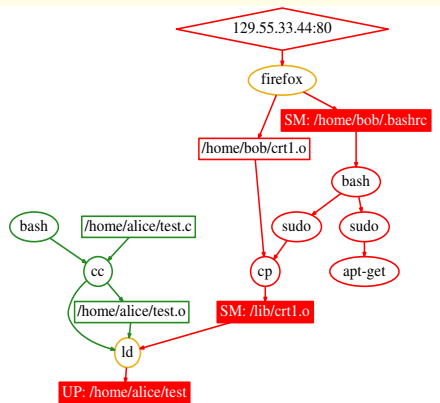 129.55.33.44:80
firefox
SM: /home/bob/.bashrc
/home/bob/crt1.o
bash
bash
/home/alice/test.c
sudo
sudo
cc
cp
apt-get
/home/alice/test.o
SM: /lib/crt1.o
ld
UP: /home/alice/test